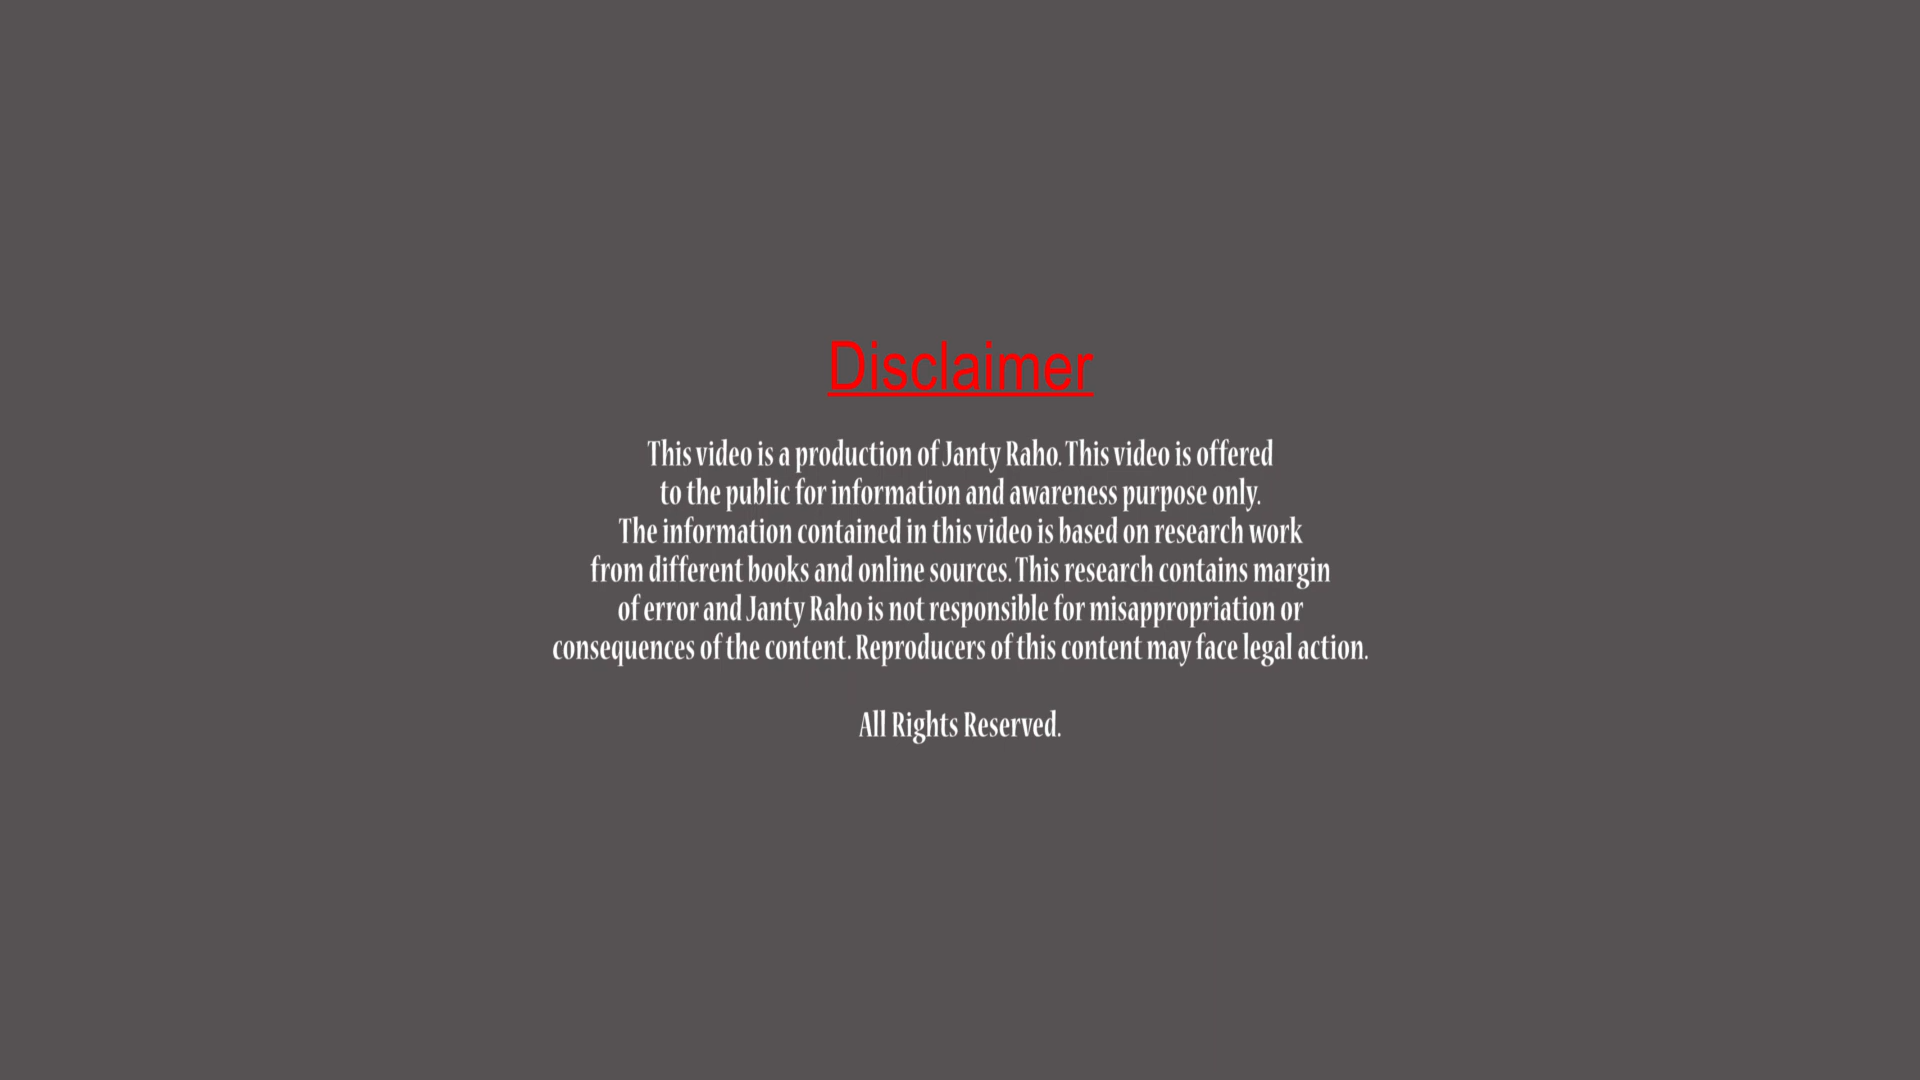 Disclaimer
This video is a production of Janty Raho. This video is offered
to the public for information and awareness purpose only.
The information contained in this video is based on research work
from different books and online sources. This research contains margin
of error and Janty Raho is not responsible for misappropriation or
consequences of the content. Reproducers of this content may face legal action.
All Rights Reserved.